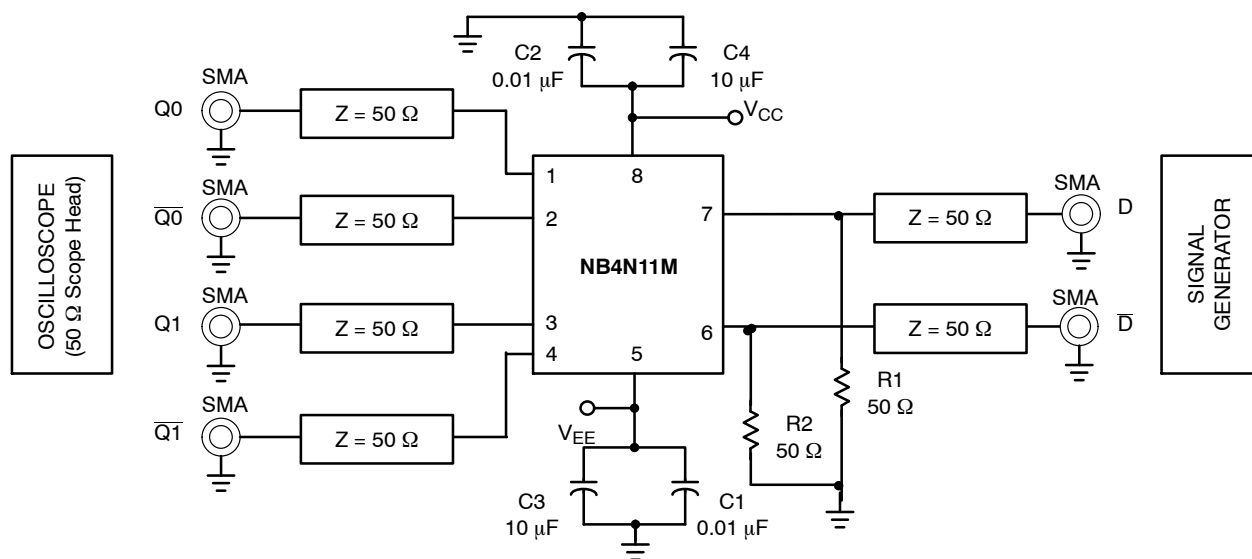 C2
0.01 μF
C4
10 μF
V_CC
SMA
Q0
Z = 50 Ω
SMA
Q0̅
Z = 50 Ω
SMA
Q1
Z = 50 Ω
SMA
Q1̅
Z = 50 Ω
OSCILLOSCOPE
(50 Ω Scope Head)
1
2
3
4
8
7
6
5
NB4N11M
V_EE
C3
10 μF
C1
0.01 μF
Z = 50 Ω
SMA
D
Z = 50 Ω
SMA
D̅
R1
50 Ω
R2
50 Ω
SIGNAL
GENERATOR